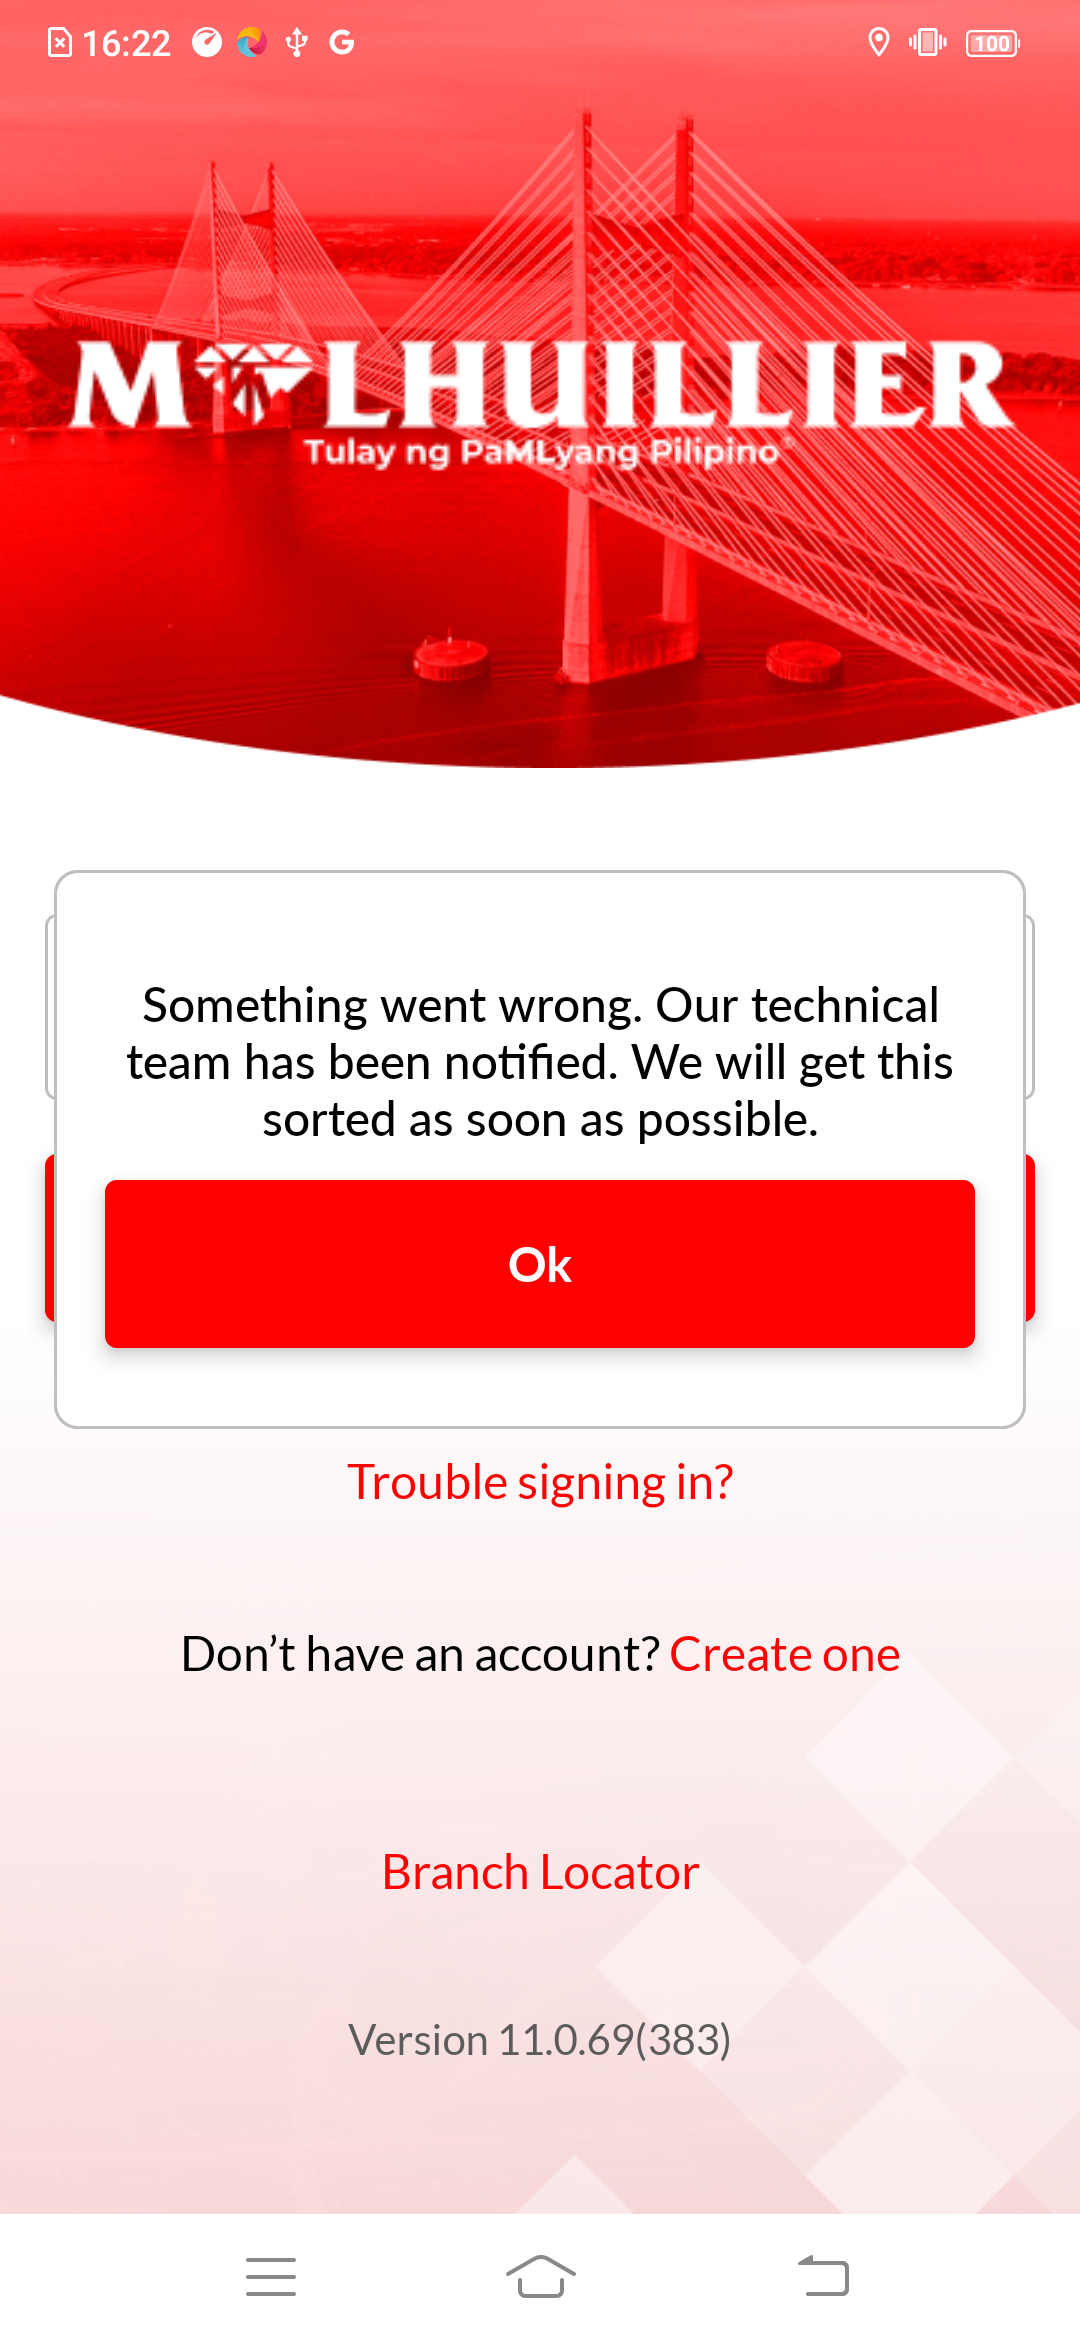 16:22
100
M LHUILLIER
Tulay ng PaMLyang Pilipino
Something went wrong. Our technical
team has been notified. We will get this
sorted as soon as possible.
Ok
Trouble signing in?
Don’t have an account? Create one
Branch Locator
Version 11.0.69(383)